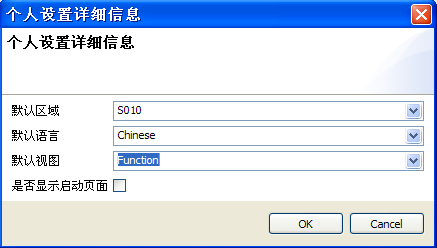 个人设置详细信息
个人设置详细信息
默认区域 S010
默认语言 Chinese
默认视图 Function
是否显示启动页面
OK Cancel